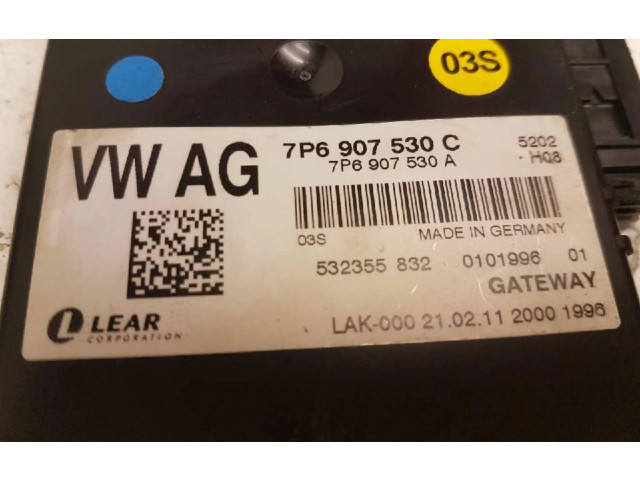 03S
VW AG
7P6 907 530 C
7P6 907 530 A
5202
- HQ8
03S
MADE IN GERMANY
532355 832 0101996 01
GATEWAY
LEAR
CORPORATION
LAK-000 21.02.11 2000 1996